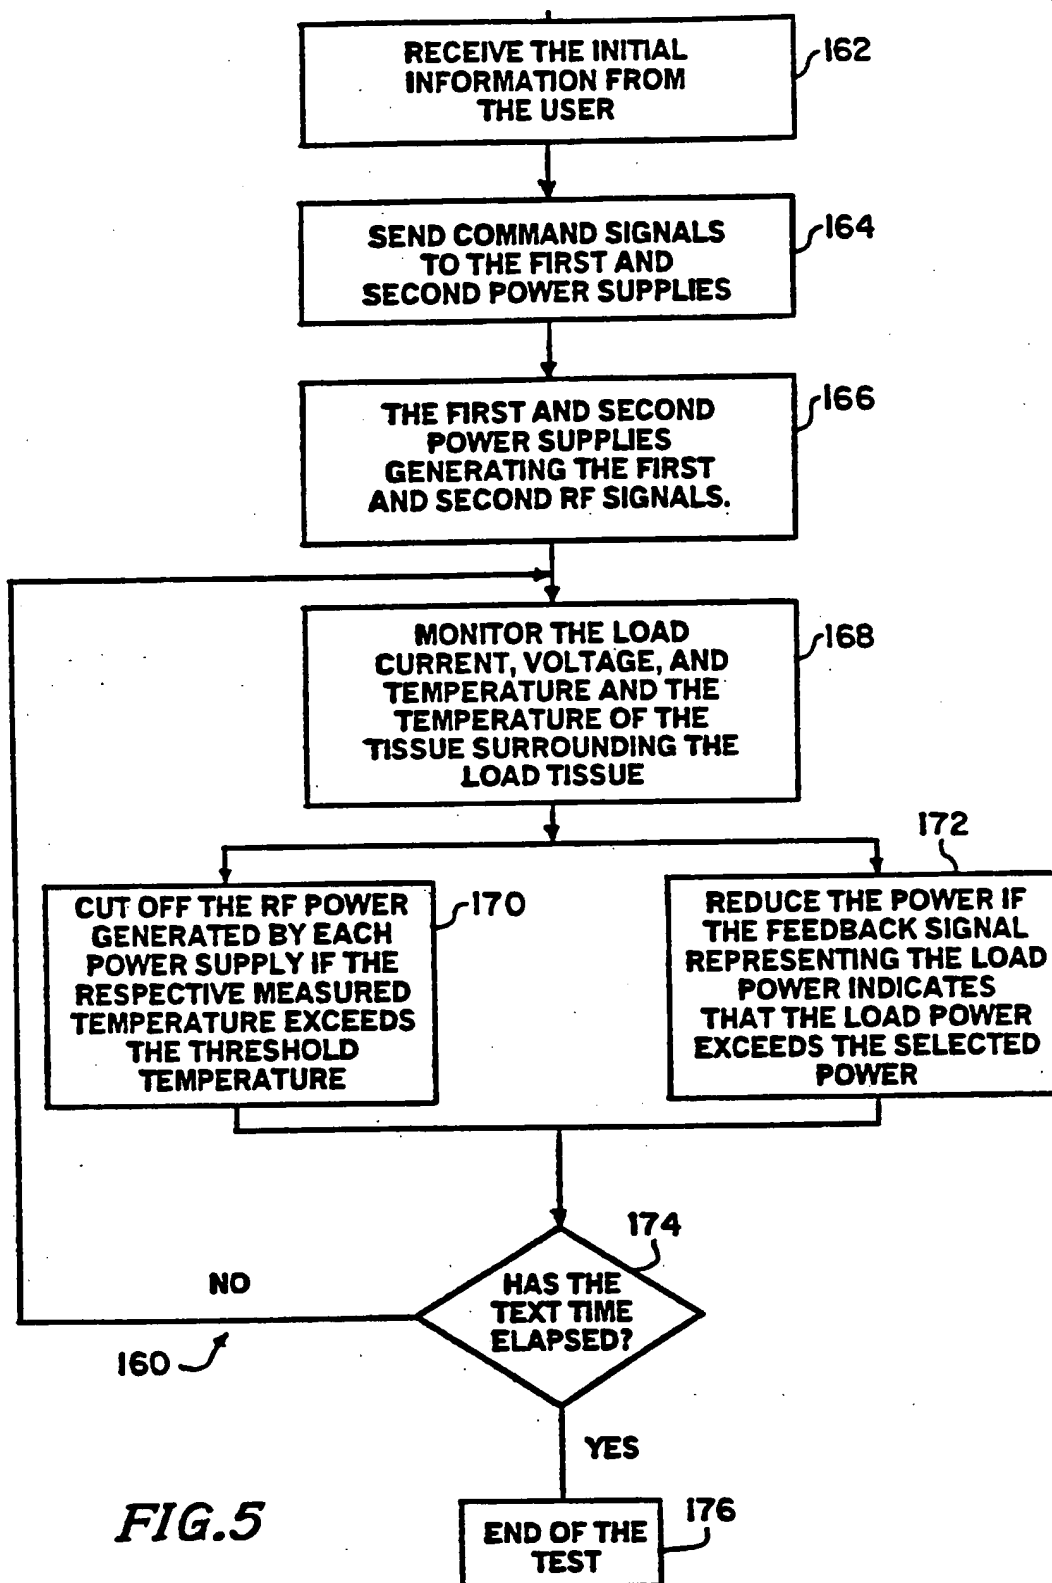 RECEIVE THE INITIAL
INFORMATION FROM
THE USER
162
SEND COMMAND SIGNALS
TO THE FIRST AND
SECOND POWER SUPPLIES
164
THE FIRST AND SECOND
POWER SUPPLIES
GENERATING THE FIRST
AND SECOND RF SIGNALS.
166
MONITOR THE LOAD
CURRENT, VOLTAGE, AND
TEMPERATURE AND THE
TEMPERATURE OF THE
TISSUE SURROUNDING THE
LOAD TISSUE
168
CUT OFF THE RF POWER
GENERATED BY EACH
POWER SUPPLY IF THE
RESPECTIVE MEASURED
TEMPERATURE EXCEEDS
THE THRESHOLD
TEMPERATURE
170
172
REDUCE THE POWER IF
THE FEEDBACK SIGNAL
REPRESENTING THE LOAD
POWER INDICATES
THAT THE LOAD POWER
EXCEEDS THE SELECTED
POWER
174
HAS THE
TEXT TIME
ELAPSED?
NO
160
YES
176
END OF THE
TEST
FIG.5